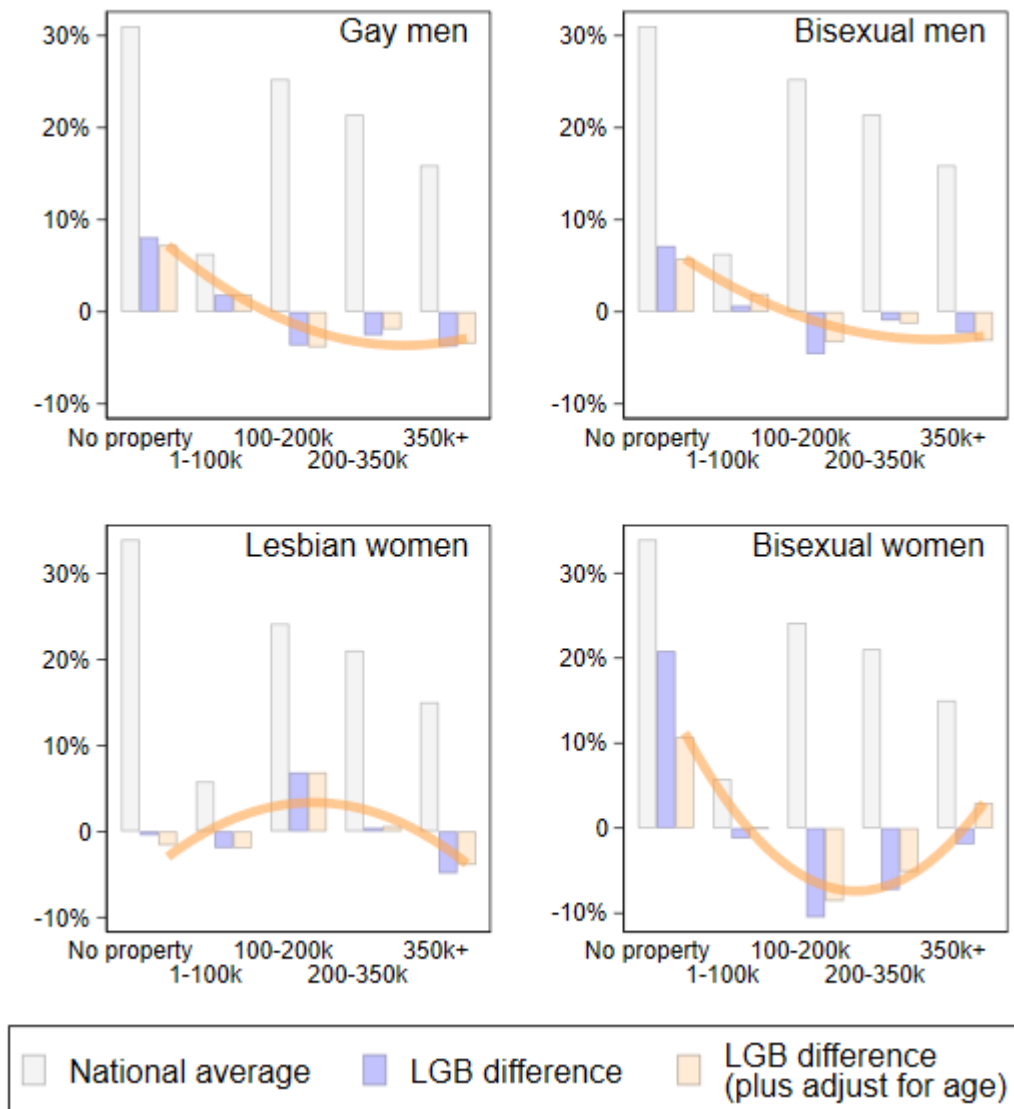 Gay men
30%
20%
10%
0
-10%
No property 100-200k 350k+
1-100k 200-350k
Bisexual men
30%
20%
10%
0
-10%
No property 100-200k 350k+
1-100k 200-350k
Lesbian women
30%
20%
10%
0
-10%
No property 100-200k 350k+
1-100k 200-350k
Bisexual women
30%
20%
10%
0
-10%
No property 100-200k 350k+
1-100k 200-350k
National average
LGB difference
LGB difference
(plus adjust for age)